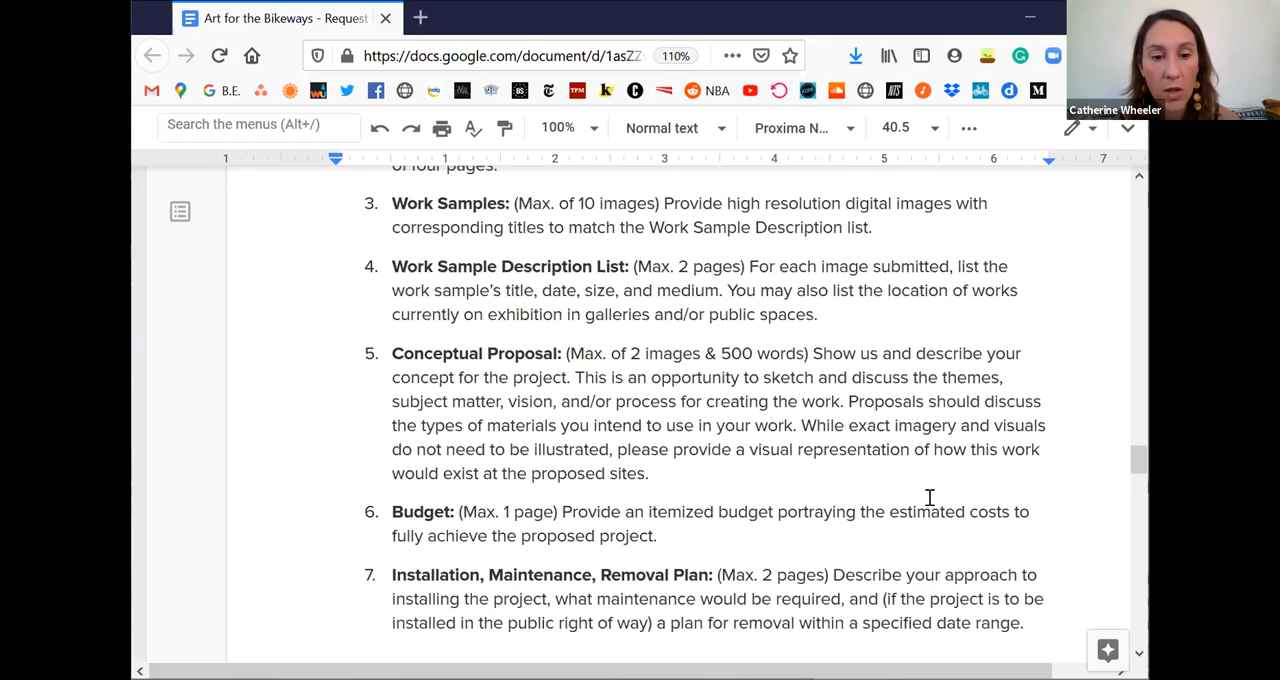 Art for the Bikeways - Request
https://docs.google.com/document/d/1asZZ
110%
G B.E.
TPM
NBA
NTS
M
Catherine Wheeler
Search the menus (Alt+/)
100%
Normal text
Proxima N...
40.5
1 1 2 3 4 5 6 7
of four pages.
3. Work Samples: (Max. of 10 images) Provide high resolution digital images with
corresponding titles to match the Work Sample Description list.
4. Work Sample Description List: (Max. 2 pages) For each image submitted, list the
work sample's title, date, size, and medium. You may also list the location of works
currently on exhibition in galleries and/or public spaces.
5. Conceptual Proposal: (Max. of 2 images & 500 words) Show us and describe your
concept for the project. This is an opportunity to sketch and discuss the themes,
subject matter, vision, and/or process for creating the work. Proposals should discuss
the types of materials you intend to use in your work. While exact imagery and visuals
do not need to be illustrated, please provide a visual representation of how this work
would exist at the proposed sites.
6. Budget: (Max. 1 page) Provide an itemized budget portraying the estimated costs to
fully achieve the proposed project.
7. Installation, Maintenance, Removal Plan: (Max. 2 pages) Describe your approach to
installing the project, what maintenance would be required, and (if the project is to be
installed in the public right of way) a plan for removal within a specified date range.